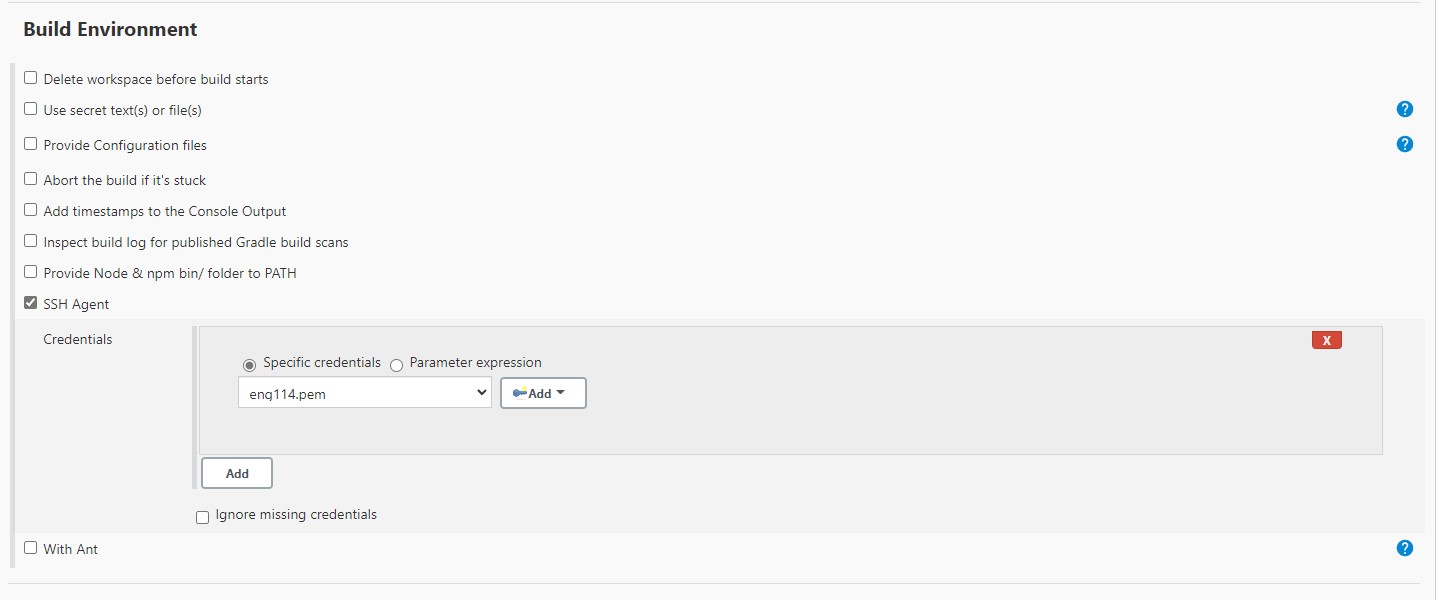 Build Environment
Delete workspace before build starts
Use secret text(s) or file(s)
?
Provide Configuration files
?
Abort the build if it's stuck
Add timestamps to the Console Output
Inspect build log for published Gradle build scans
Provide Node & npm bin/ folder to PATH
SSH Agent
Credentials
X
Specific credentials Parameter expression
eng114.pem
Add
Add
Ignore missing credentials
With Ant
?